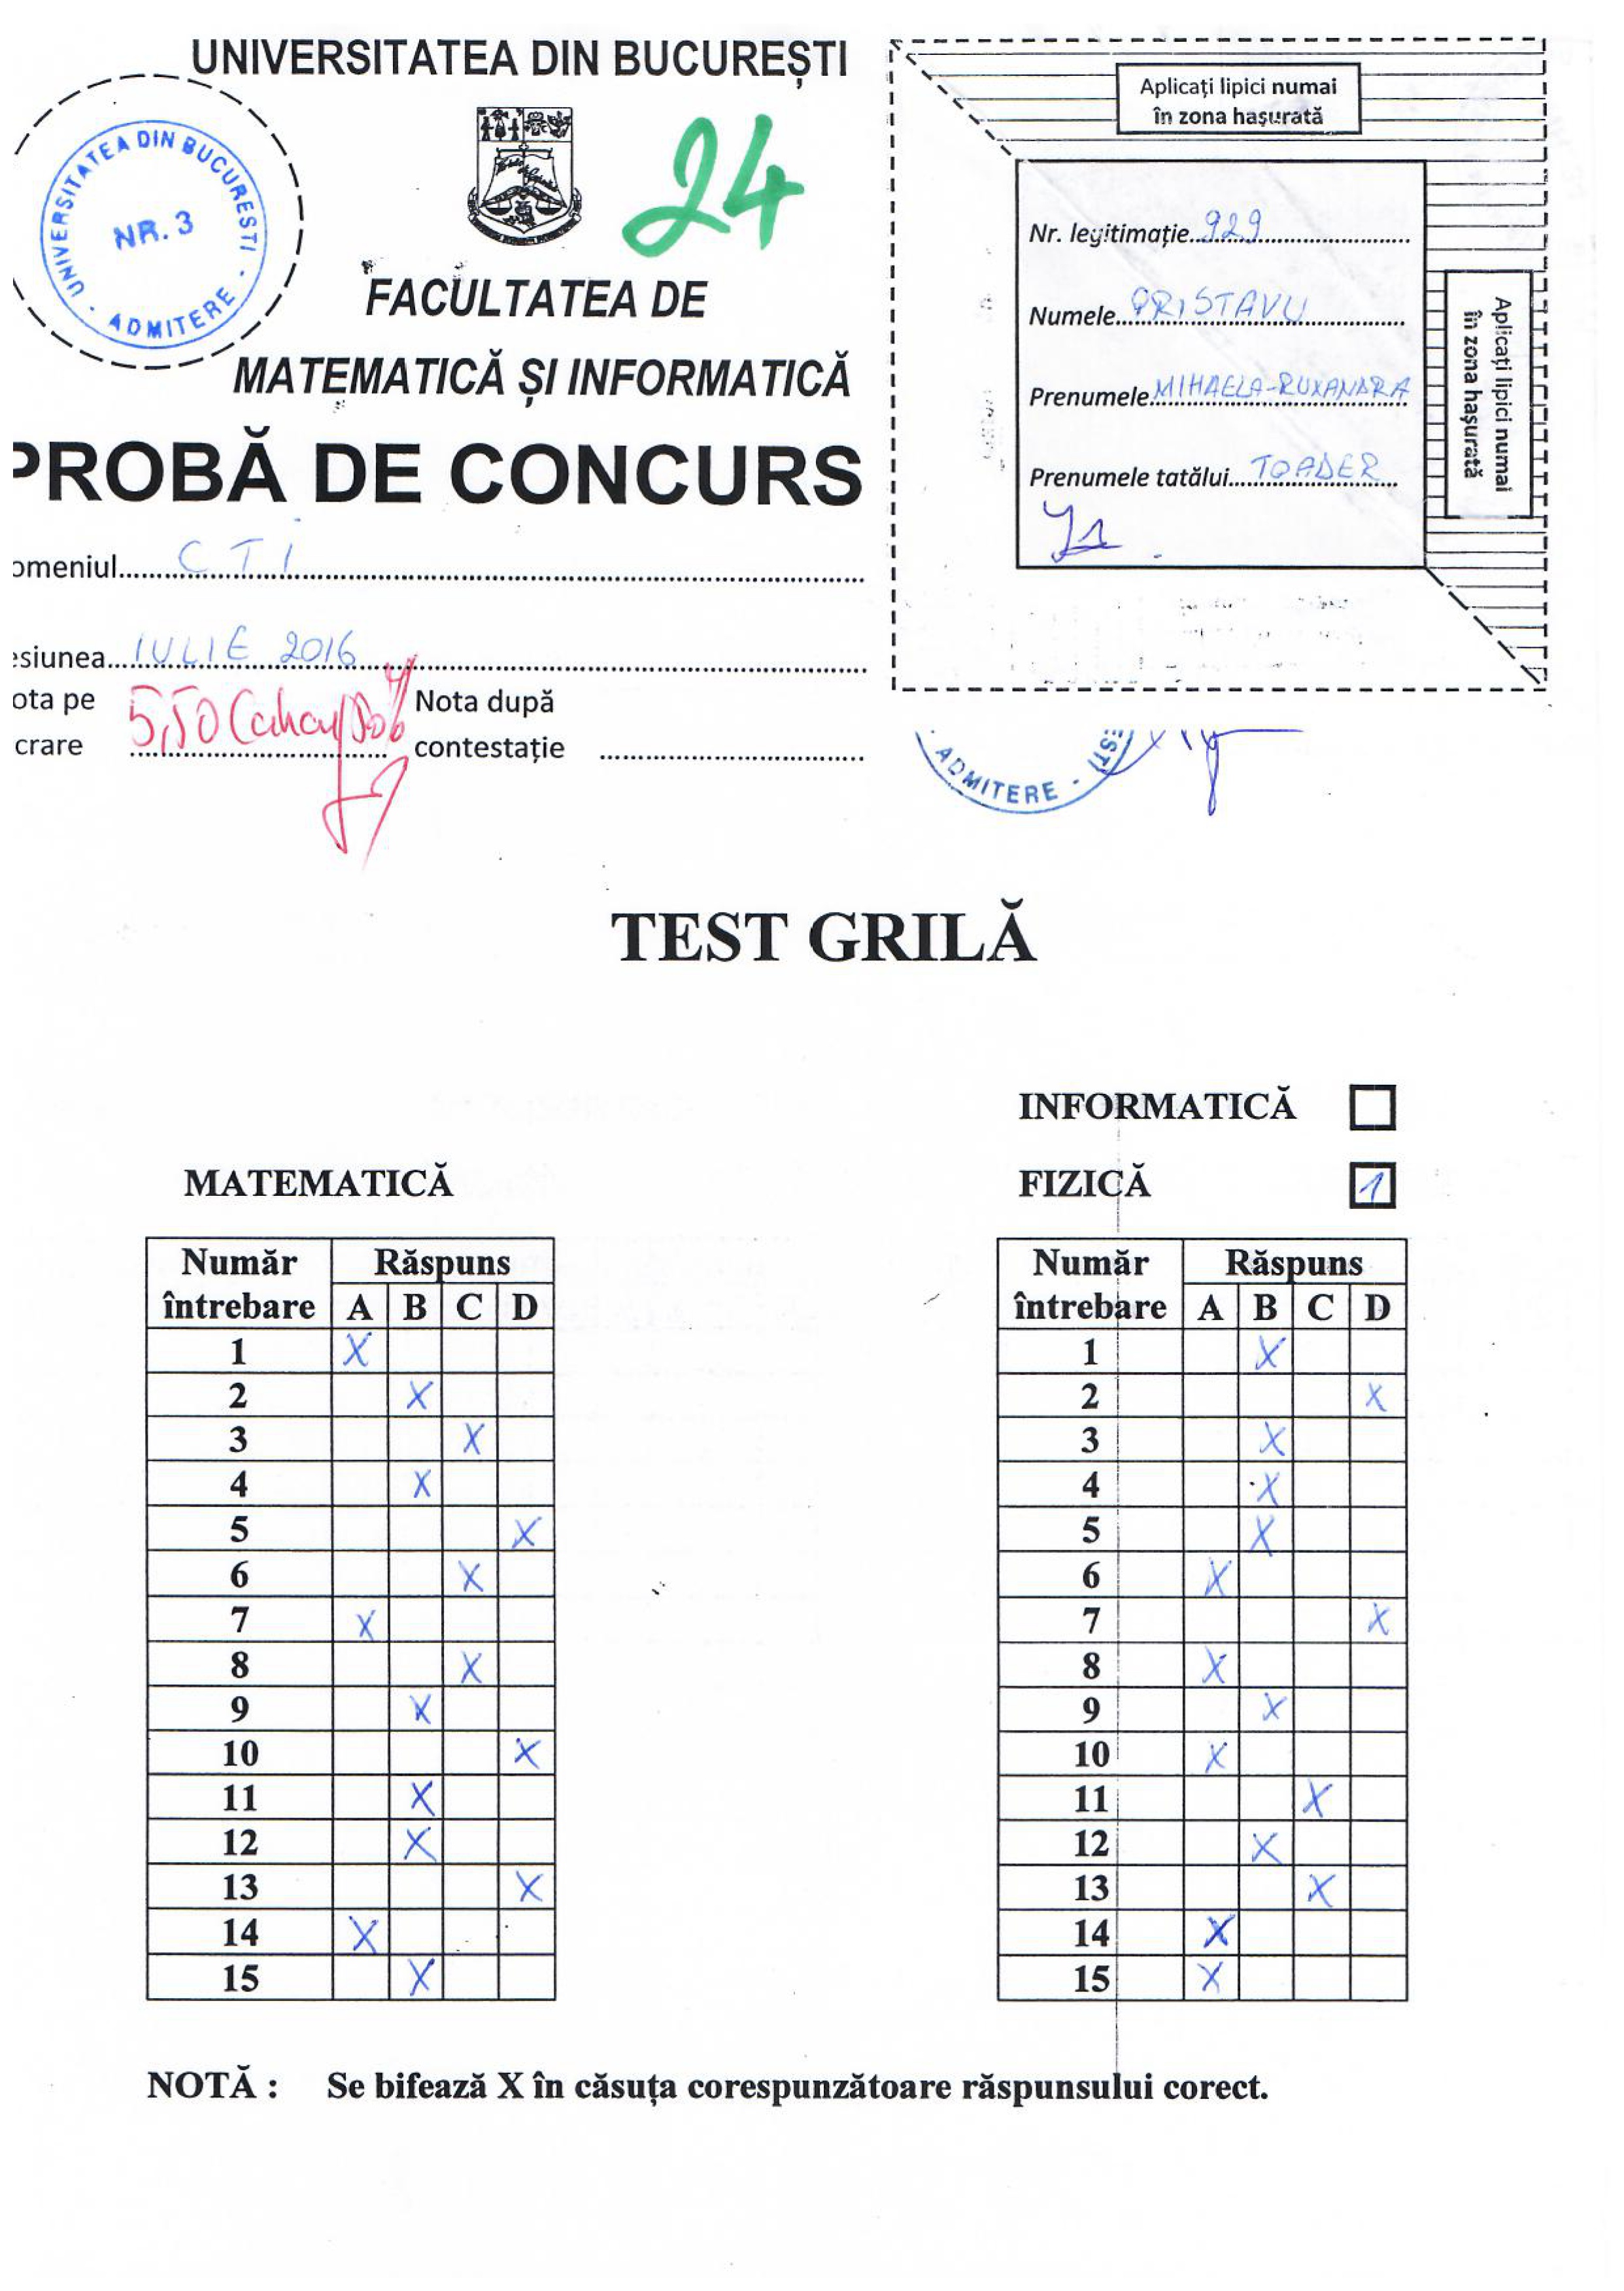 UNIVERSITATEA DIN BUCUREȘTI
UNIVERSITATEA DIN BUCURESTI
NR. 3
· ADMITERE ·
24
FACULTATEA DE
MATEMATICĂ ȘI INFORMATICĂ
PROBĂ DE CONCURS
omeniul...CTI
esiunea...IULIE 2016
ota pe
crare
5,50
Nota după
contestație
Aplicați lipici numai
în zona hașurată
Nr. legitimație...929
Numele...PRISTAVU
Prenumele...MIHAELA-RUXANDRA
Prenumele tatălui...TOADER
Aplicați lipici numai
în zona hașurată
· ADMITERE ·
ESTI
TEST GRILĂ
INFORMATICĂ
MATEMATICĂ
FIZICĂ 1
Număr întrebare Răspuns
A B C D
1 X
2 X
3 X
4 X
5 X
6 X
7 X
8 X
9 X
10 X
11 X
12 X
13 X
14 X
15 X
Număr întrebare Răspuns
A B C D
1 X
2 X
3 X
4 X
5 X
6 X
7 X
8 X
9 X
10 X
11 X
12 X
13 X
14 X
15 X
NOTĂ : Se bifează X în căsuța corespunzătoare răspunsului corect.